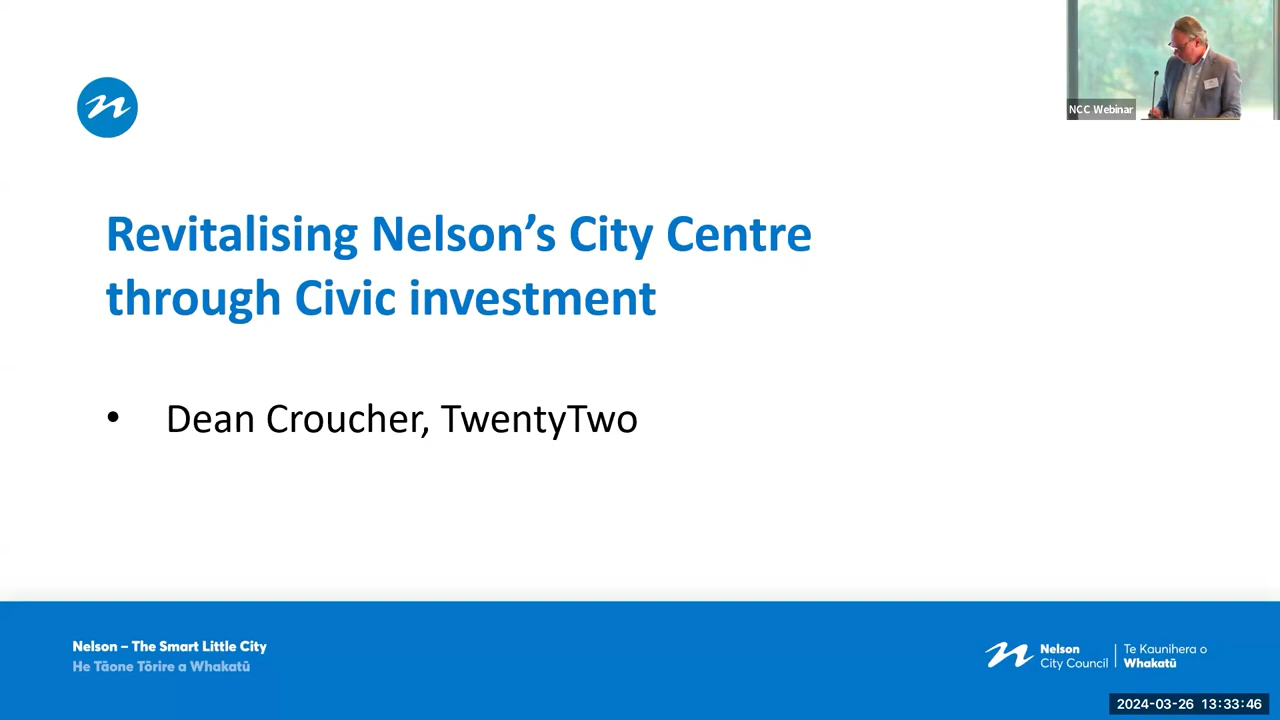 NCC Webinar
Revitalising Nelson’s City Centre
through Civic investment
• Dean Croucher, TwentyTwo
Nelson – The Smart Little City
He Tāone Tōrire a Whakatū
Nelson
City Council
Te Kaunihera o
Whakatū
2024-03-26 13:33:46